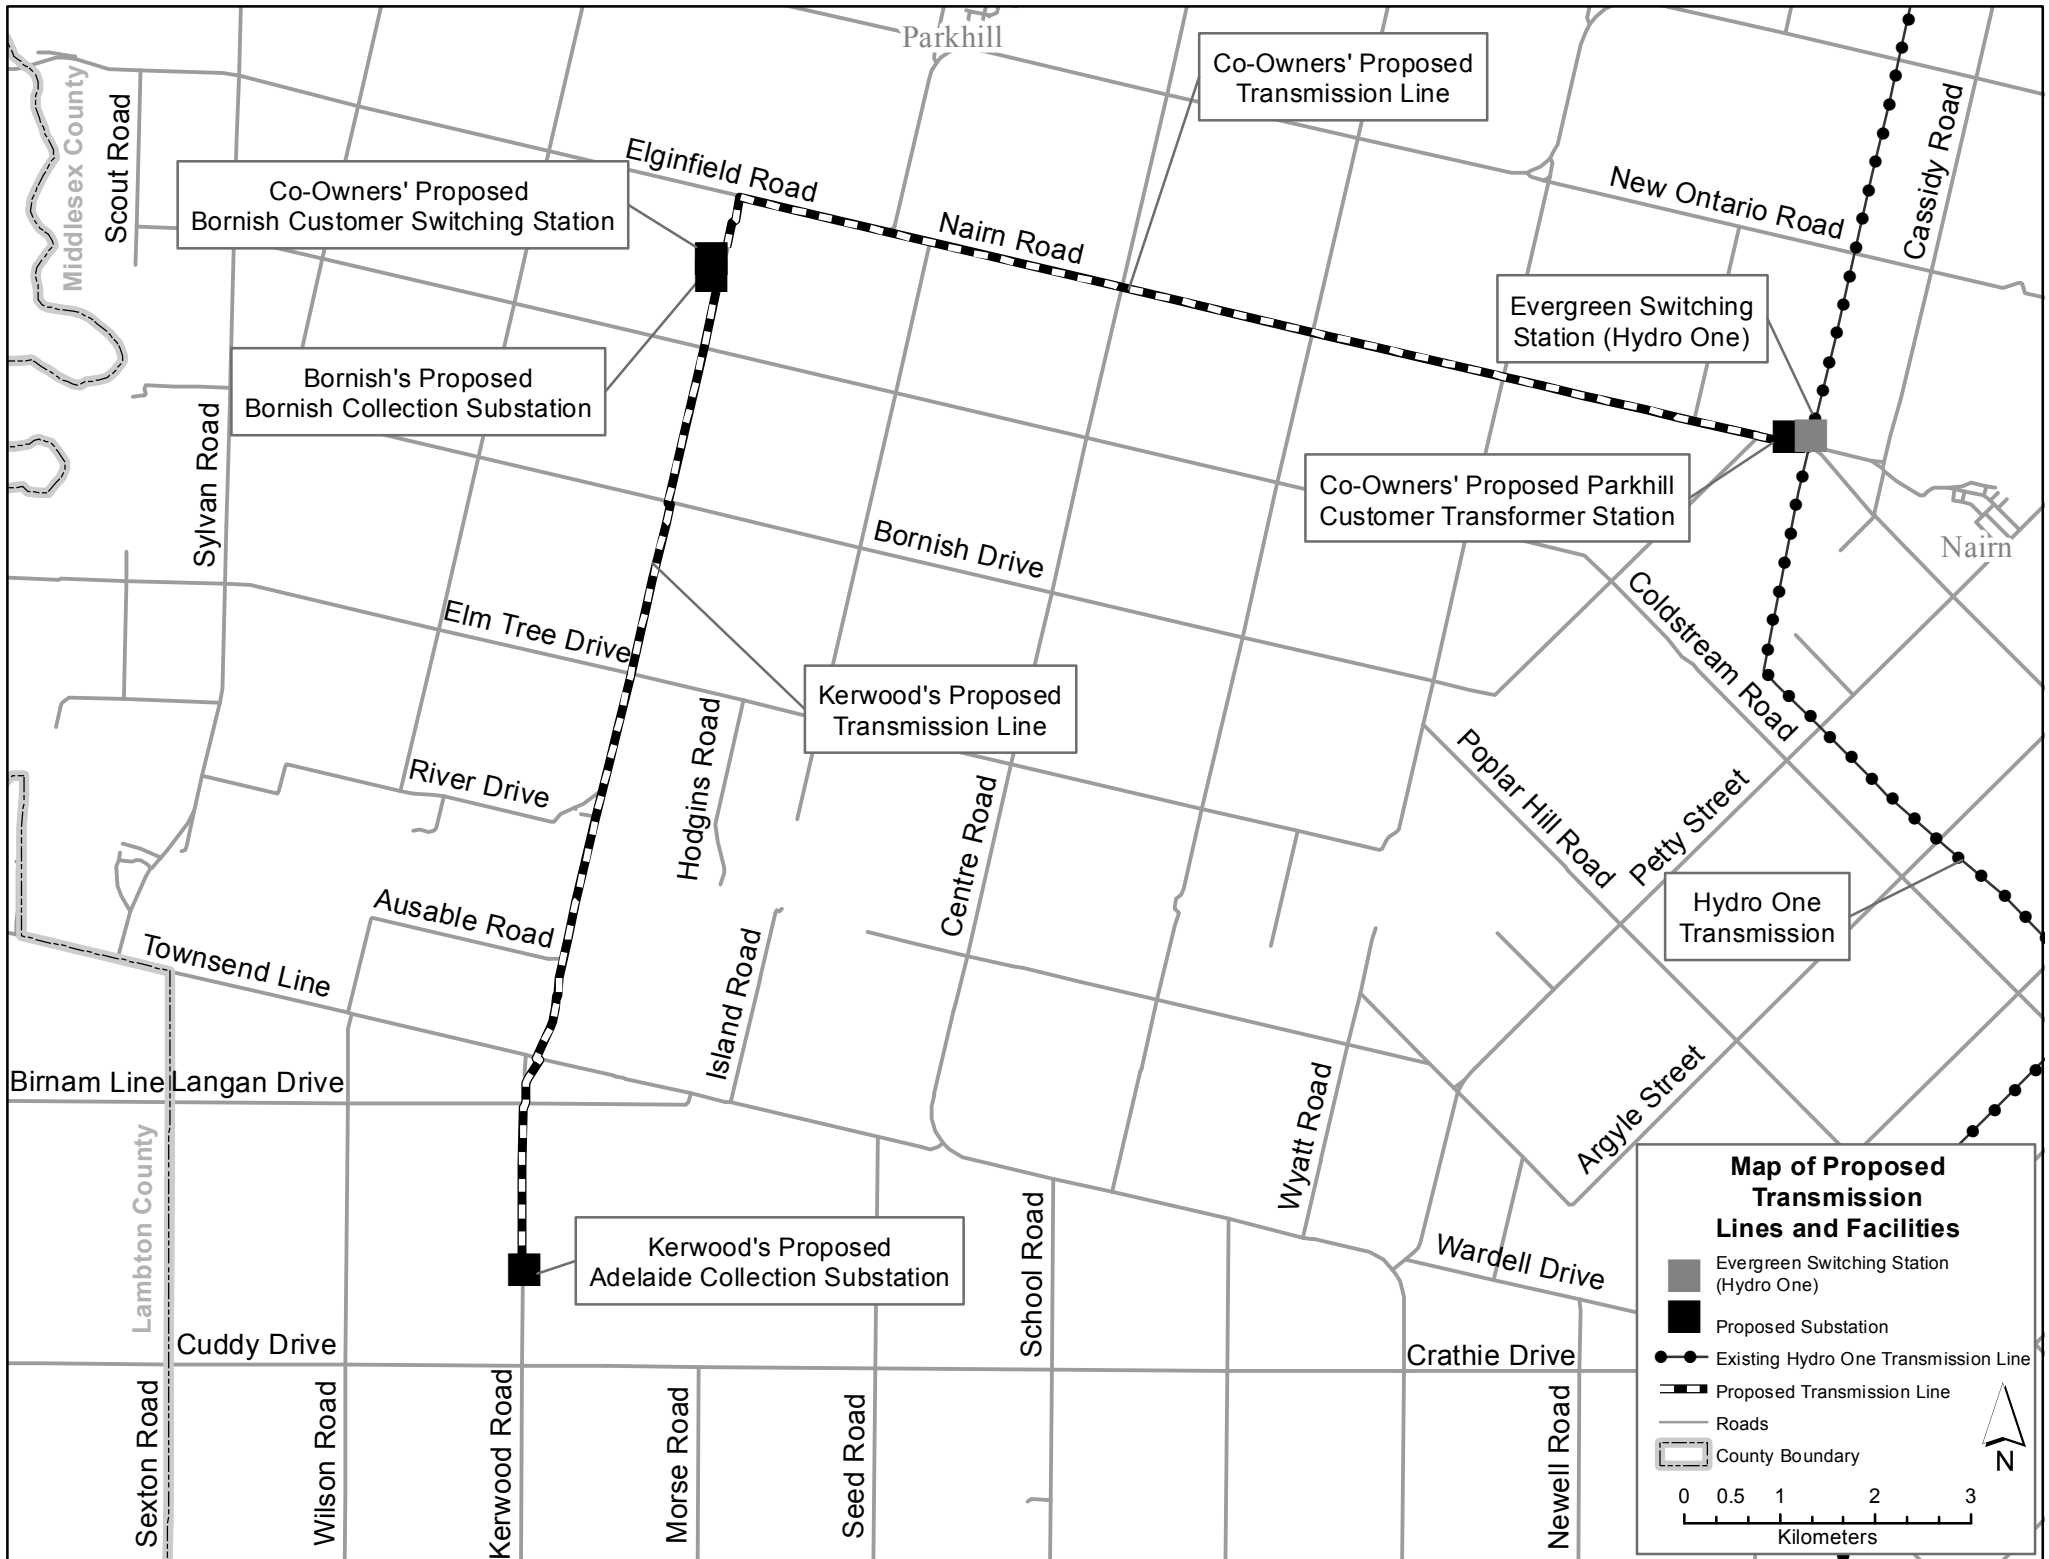 Parkhill
Co-Owners' Proposed
Transmission Line
Middlesex County
Scout Road
Elginfield Road
Cassidy Road
Co-Owners' Proposed
Bornish Customer Switching Station
New Ontario Road
Nairn Road
Evergreen Switching
Station (Hydro One)
Bornish's Proposed
Bornish Collection Substation
Sylvan Road
Co-Owners' Proposed Parkhill
Customer Transformer Station
Nairn
Bornish Drive
Coldstream Road
Elm Tree Drive
Kerwood's Proposed
Transmission Line
Hodgins Road
River Drive
Poplar Hill Road
Petty Street
Centre Road
Hydro One
Transmission
Ausable Road
Townsend Line
Island Road
Birnam Line
Langan Drive
Wyatt Road
Argyle Street
Lambton County
Kerwood's Proposed
Adelaide Collection Substation
School Road
Wardell Drive
Cuddy Drive
Crathie Drive
Sexton Road
Wilson Road
Kerwood Road
Morse Road
Seed Road
Newell Road
Map of Proposed
Transmission
Lines and Facilities
Evergreen Switching Station
(Hydro One)
Proposed Substation
Existing Hydro One Transmission Line
Proposed Transmission Line
Roads
County Boundary
N
0 0.5 1 2 3
Kilometers